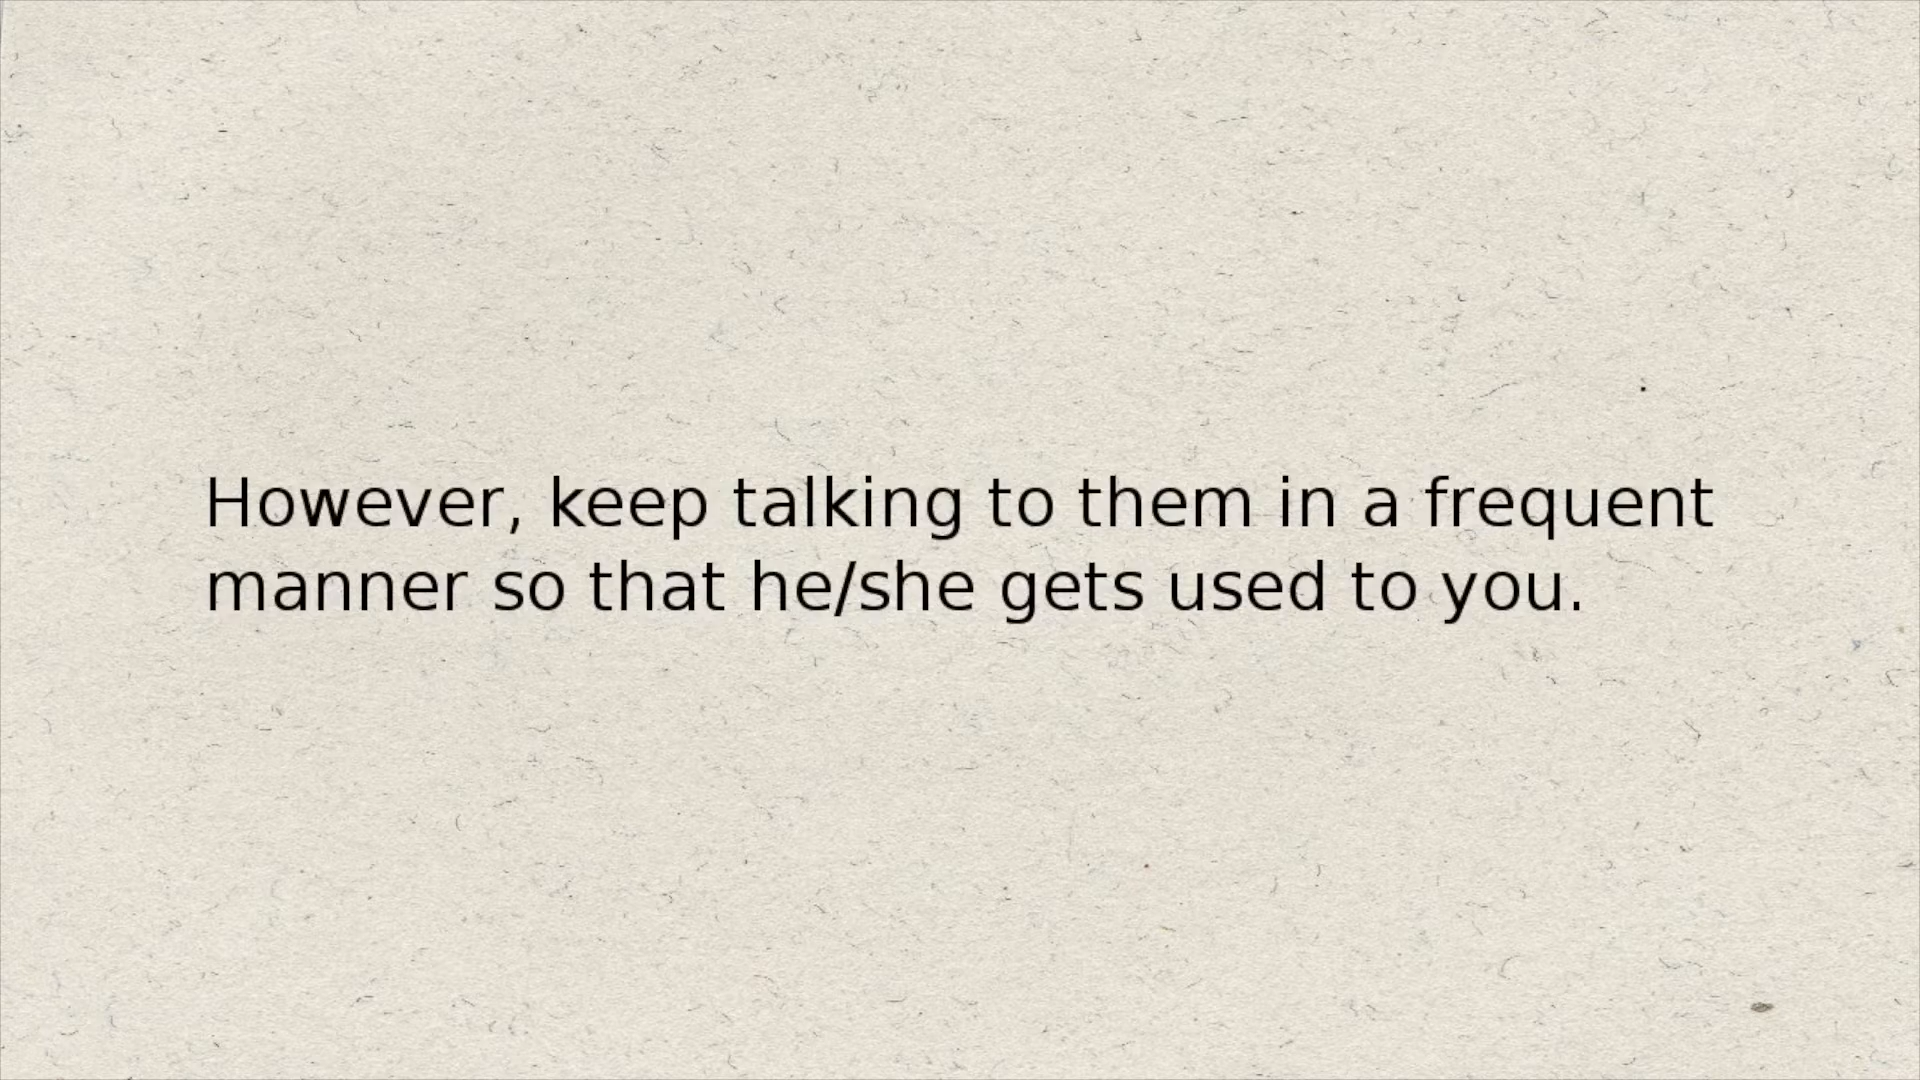 However, keep talking to them in a frequent
manner so that he/she gets used to you.